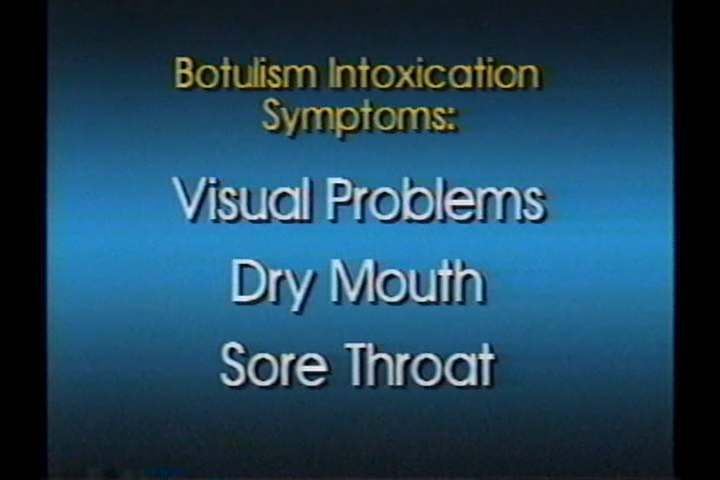 Botulism Intoxication
Symptoms:
Visual Problems
Dry Mouth
Sore Throat